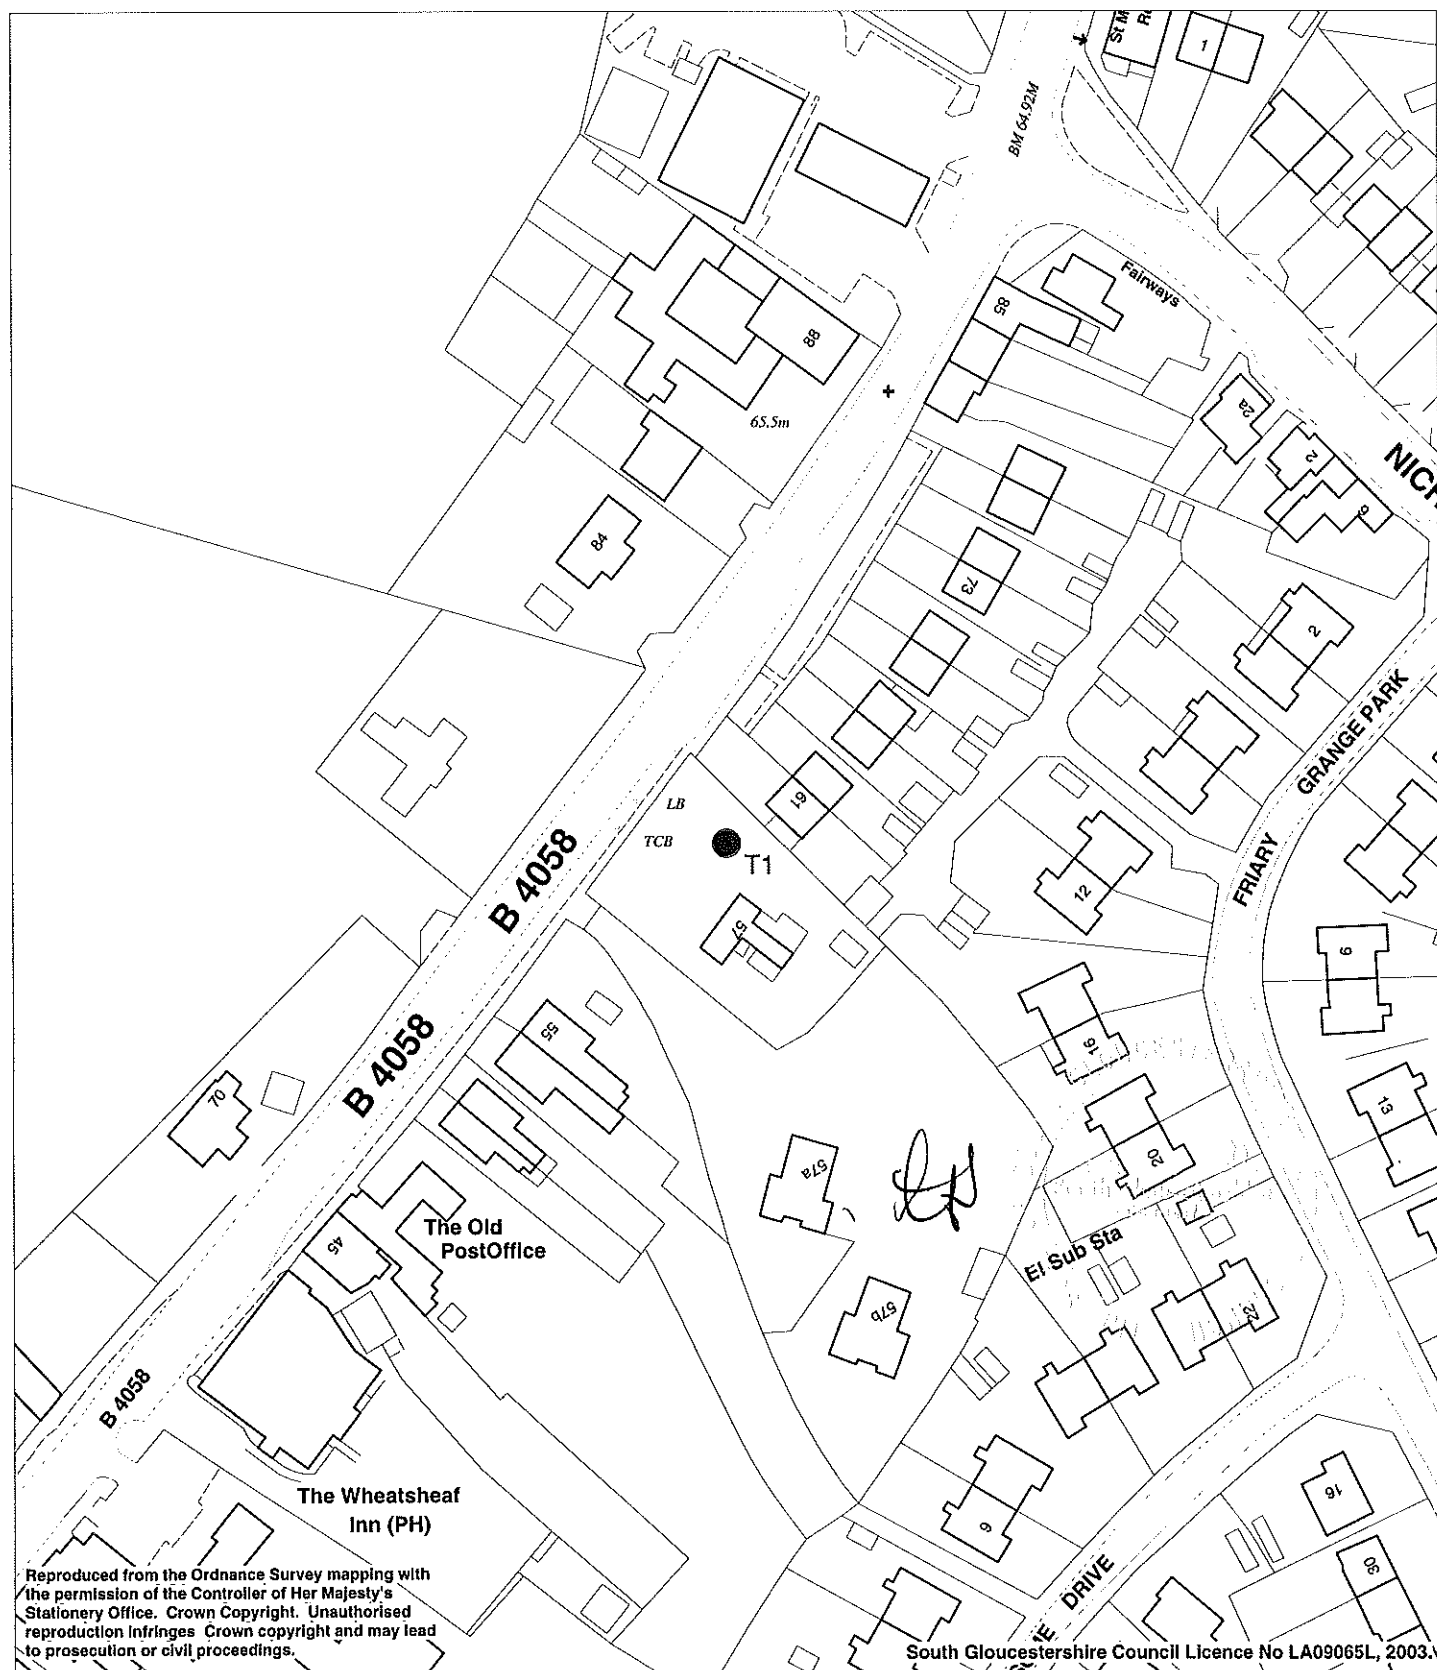 St M
Re
1
BM 64.92M
Fairways
85
88
65.5m
2a
2
6
NICH
84
73
2
GRANGE PARK
61
LB
TCB
T1
B 4058
FRIARY
12
57
9
55
16
B 4058
70
13
20
57a
The Old
PostOffice
45
El Sub Sta
57b
22
B 4058
The Wheatsheaf
Inn (PH)
9
16
30
DRIVE
Reproduced from the Ordnance Survey mapping with
the permission of the Controller of Her Majesty's
Stationery Office. Crown Copyright. Unauthorised
reproduction infringes Crown copyright and may lead
to prosecution or civil proceedings.
South Gloucestershire Council Licence No LA09065L, 2003.